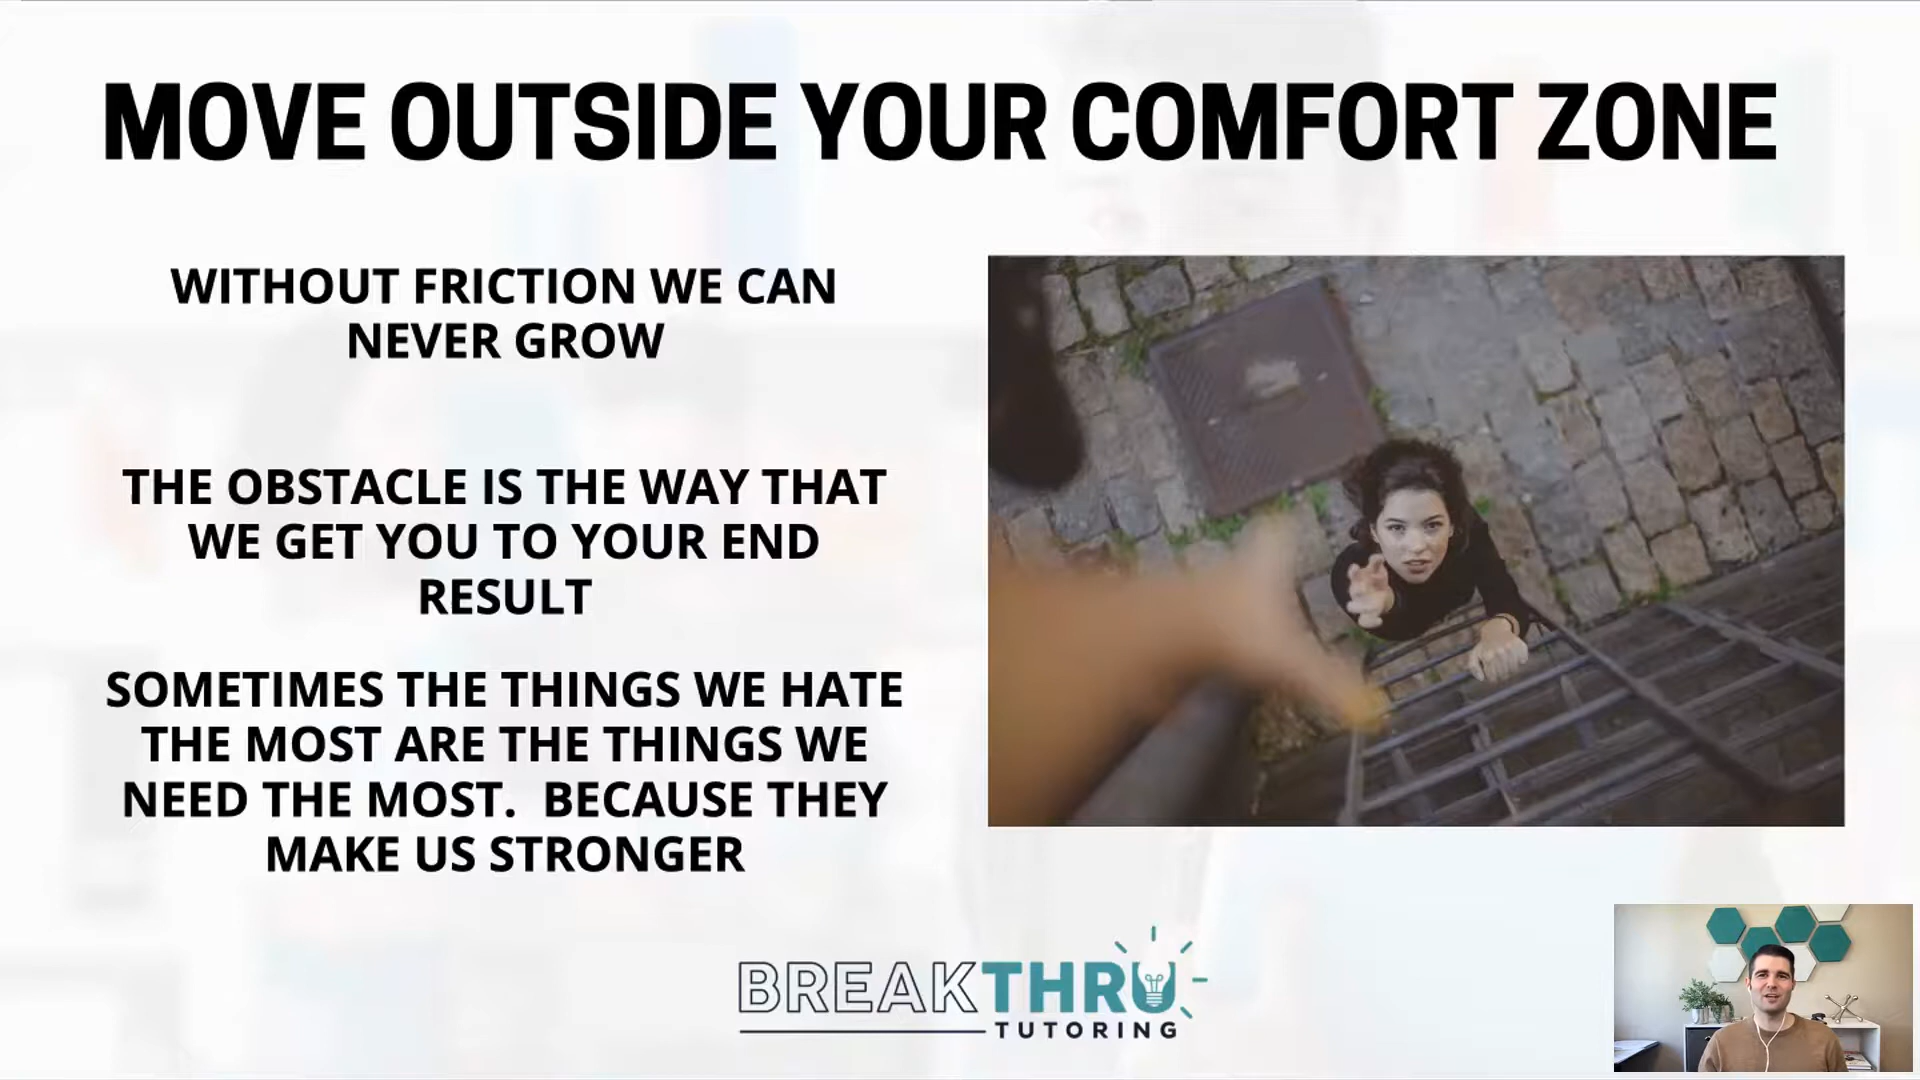 MOVE OUTSIDE YOUR COMFORT ZONE
WITHOUT FRICTION WE CAN
NEVER GROW
THE OBSTACLE IS THE WAY THAT
WE GET YOU TO YOUR END
RESULT
SOMETIMES THE THINGS WE HATE
THE MOST ARE THE THINGS WE
NEED THE MOST.  BECAUSE THEY
MAKE US STRONGER
BREAKTHRU
TUTORING